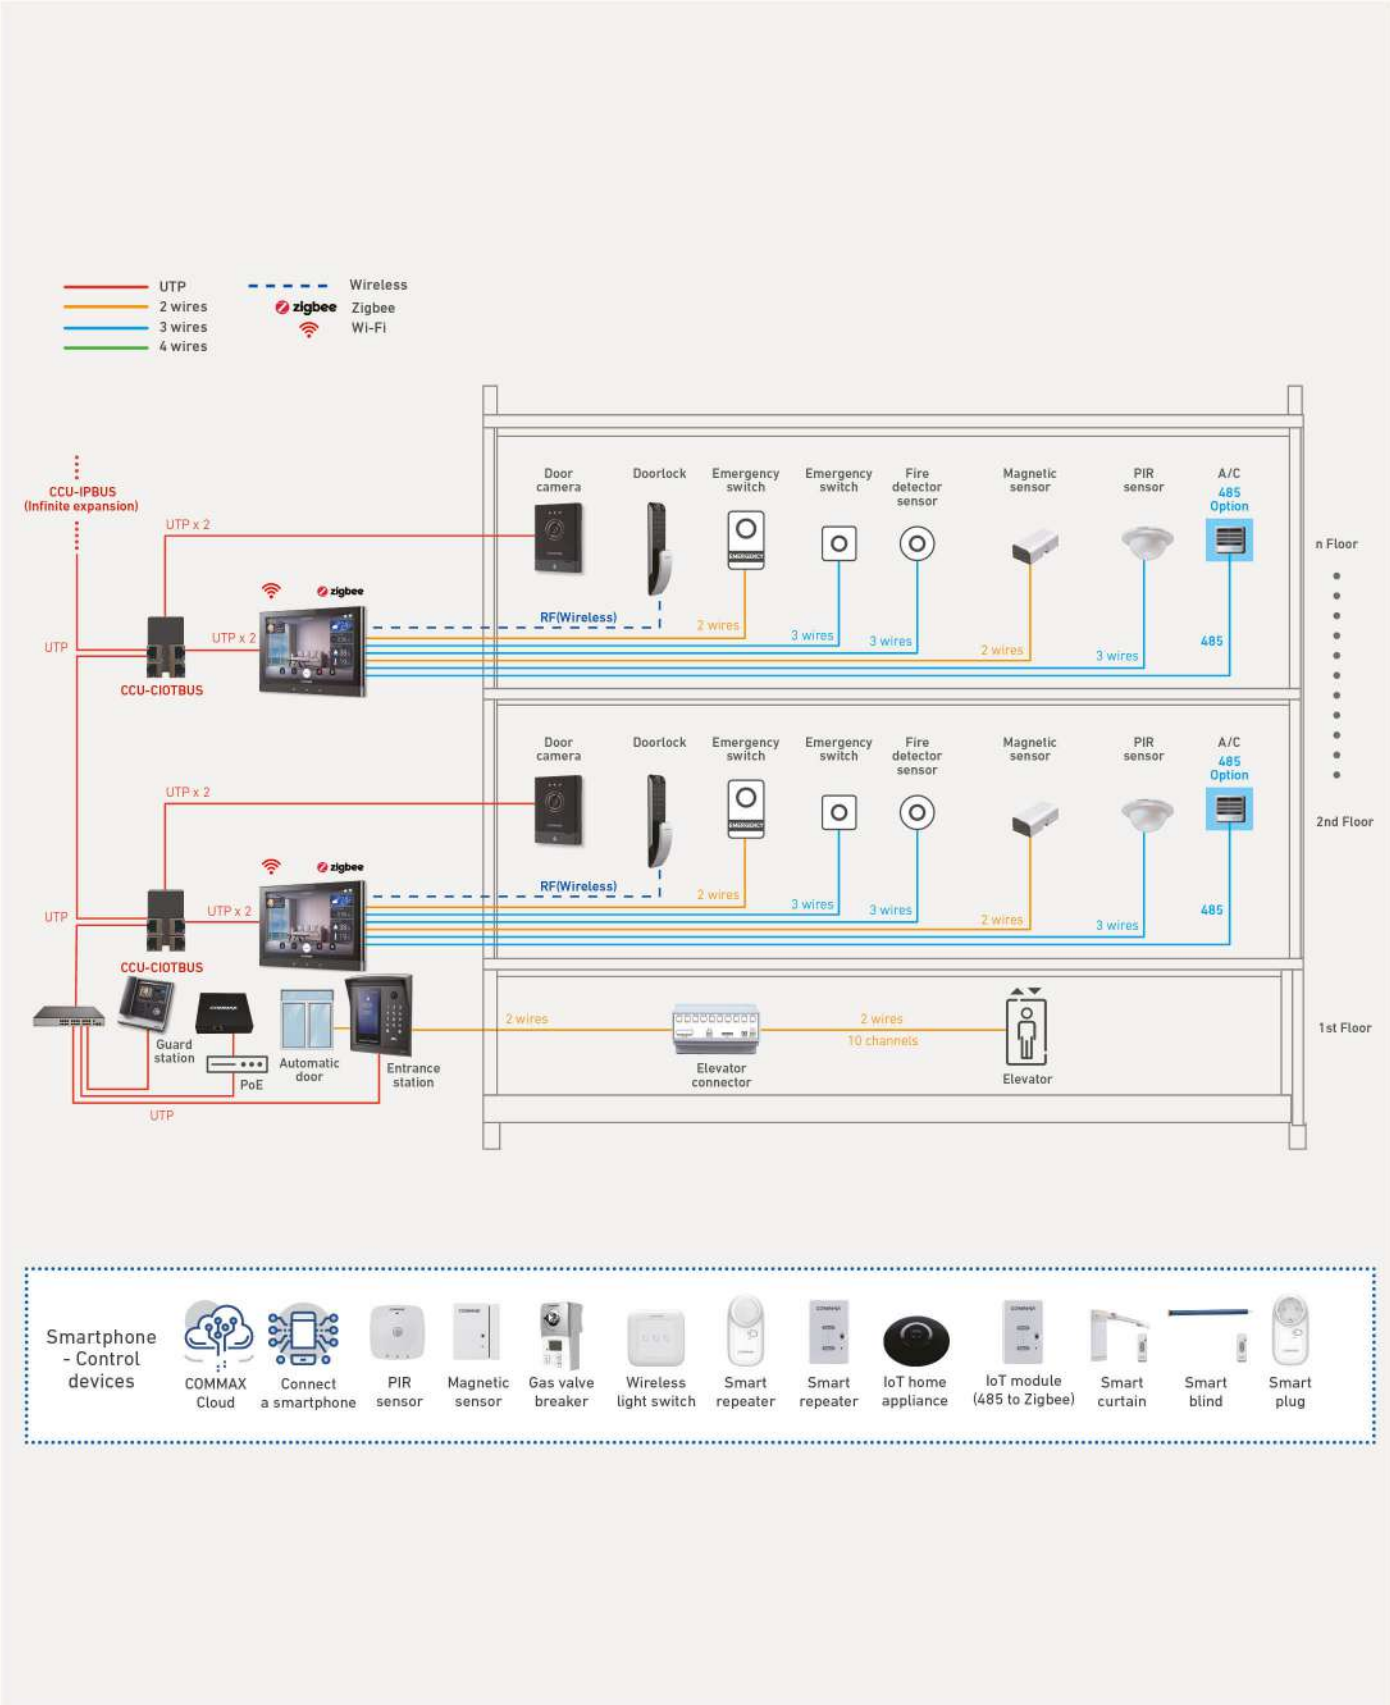 UTP
2 wires
3 wires
4 wires
Wireless
zigbee
Zigbee
Wi-Fi
CCU-IPBUS
(Infinite expansion)
UTP x 2
zigbee
UTP
UTP x 2
CCU-CIOTBUS
Door
camera
Doorlock
Emergency
switch
Emergency
switch
Fire
detector
sensor
Magnetic
sensor
PIR
sensor
A/C
485
Option
EMERGENCY
RF(Wireless)
2 wires
3 wires
3 wires
2 wires
3 wires
485
n Floor
UTP x 2
zigbee
UTP
UTP x 2
CCU-CIOTBUS
Door
camera
Doorlock
Emergency
switch
Emergency
switch
Fire
detector
sensor
Magnetic
sensor
PIR
sensor
A/C
485
Option
EMERGENCY
RF(Wireless)
2 wires
3 wires
3 wires
2 wires
3 wires
485
2nd Floor
Guard
station
COMMAX
PoE
Automatic
door
Entrance
station
UTP
2 wires
Elevator
connector
2 wires
10 channels
Elevator
1st Floor
Smartphone
- Control
devices
COMMAX
Cloud
Connect
a smartphone
PIR
sensor
Magnetic
sensor
Gas valve
breaker
Wireless
light switch
Smart
repeater
COMMAX
Smart
repeater
IoT home
appliance
COMMAX
IoT module
(485 to Zigbee)
Smart
curtain
Smart
blind
Smart
plug